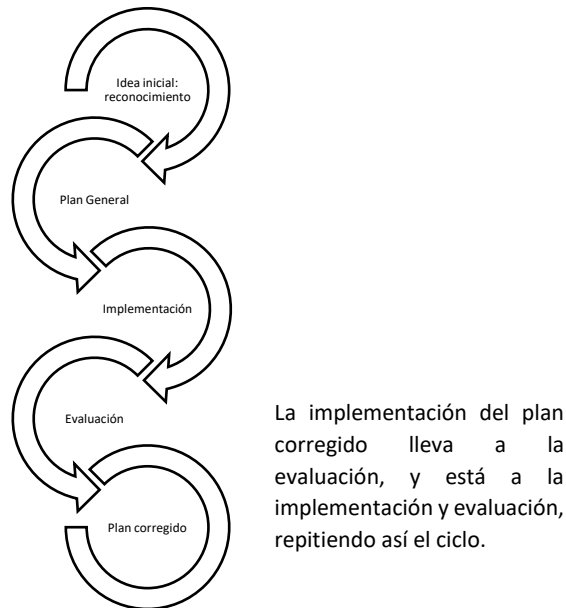 Idea inicial:
reconocimiento
Plan General
Implementación
Evaluación
Plan corregido
La implementación del plan
corregido lleva a la
evaluación, y está a la
implementación y evaluación,
repitiendo así el ciclo.